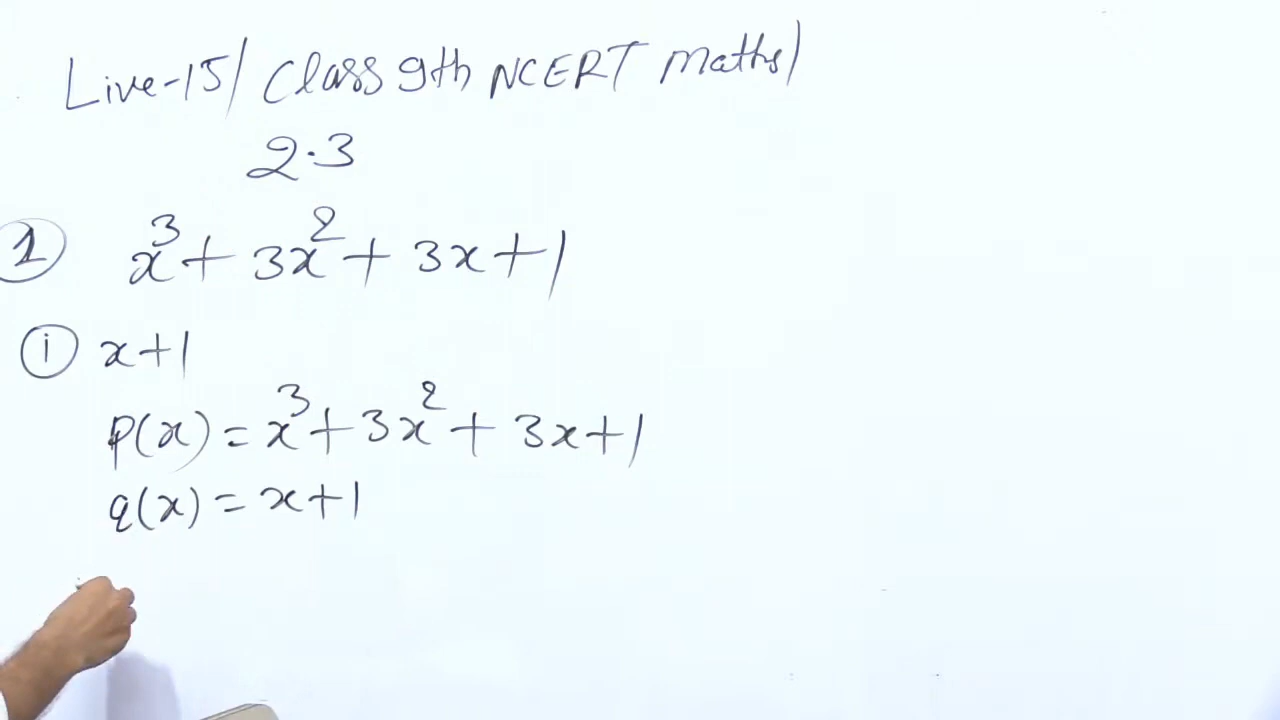 Live-15/ Class 9th NCERT Maths/
2.3
1 x³ + 3x² + 3x + 1
i x+1
p(x) = x³ + 3x² + 3x + 1
q(x) = x+1